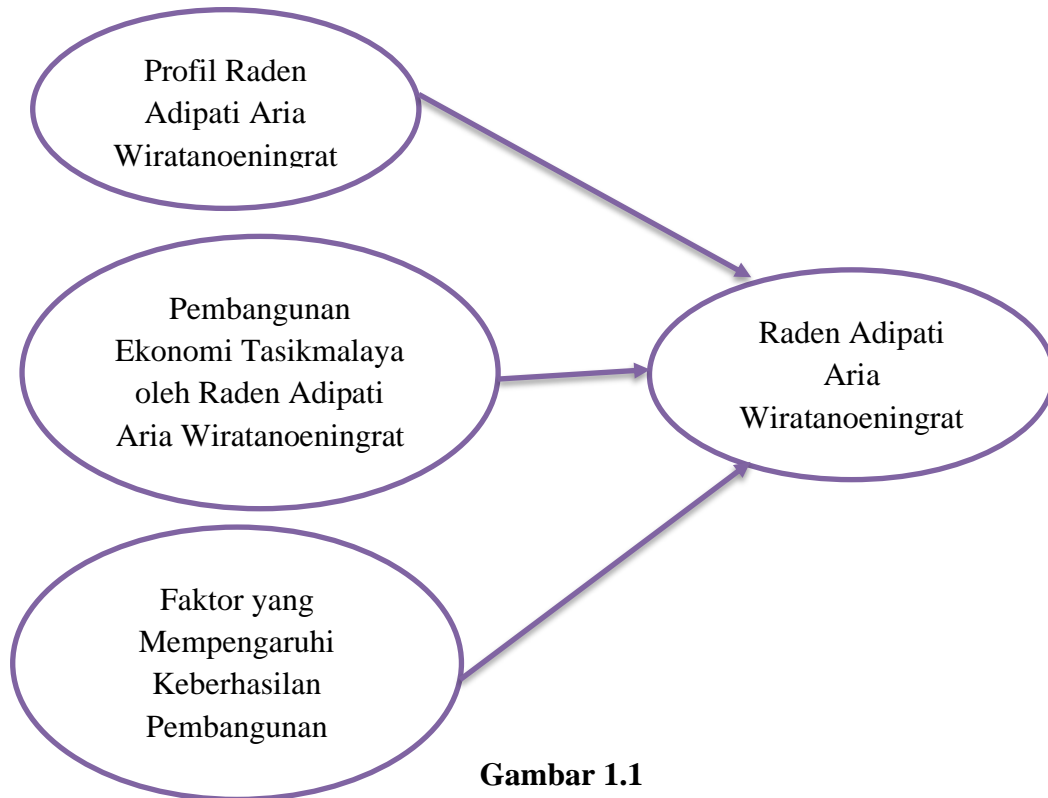 Profil Raden
Adipati Aria
Wiratanoeningrat
Pembangunan
Ekonomi Tasikmalaya
oleh Raden Adipati
Aria Wiratanoeningrat
Faktor yang
Mempengaruhi
Keberhasilan
Pembangunan
Raden Adipati
Aria
Wiratanoeningrat
Gambar 1.1